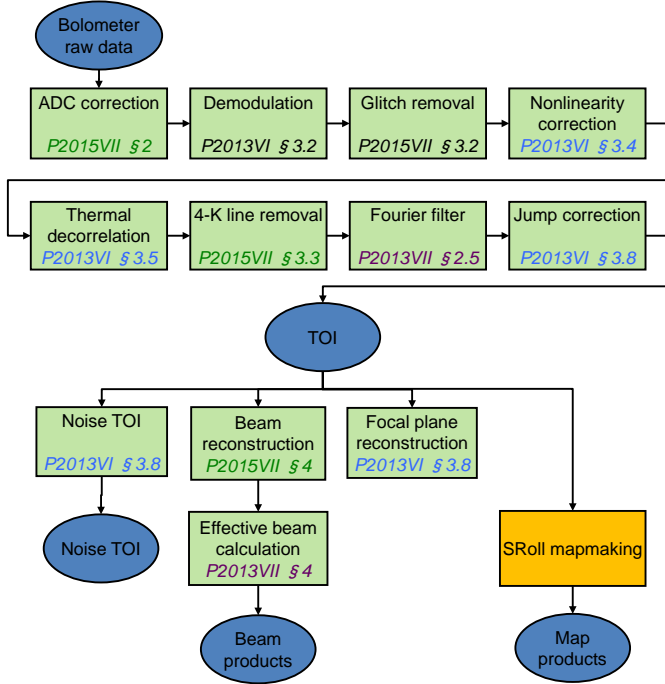 Bolometer
raw data
ADC correction
P2015VII § 2
Demodulation
P2013VI § 3.2
Glitch removal
P2015VII § 3.2
Nonlinearity
correction
P2013VI § 3.4
Thermal
decorrelation
P2013VI § 3.5
4-K line removal
P2015VII § 3.3
Fourier filter
P2013VII § 2.5
Jump correction
P2013VI § 3.8
TOI
Noise TOI
P2013VI § 3.8
Beam
reconstruction
P2015VII § 4
Focal plane
reconstruction
P2013VI § 3.8
Noise TOI
Effective beam
calculation
P2013VII § 4
SRoll mapmaking
Beam
products
Map
products